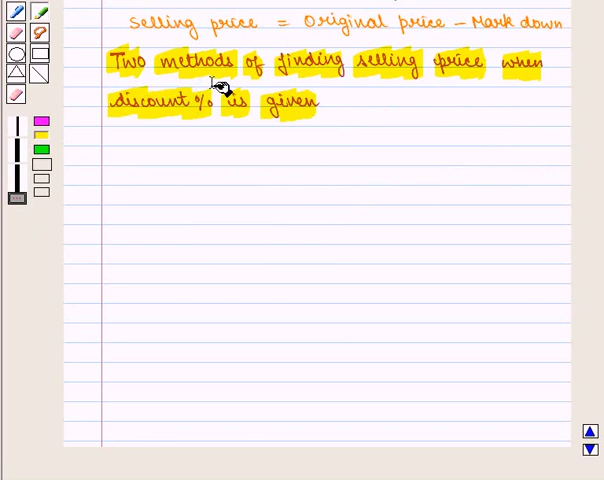 Selling price = Original price - Mark down
Two methods of finding selling price when
discount % is given